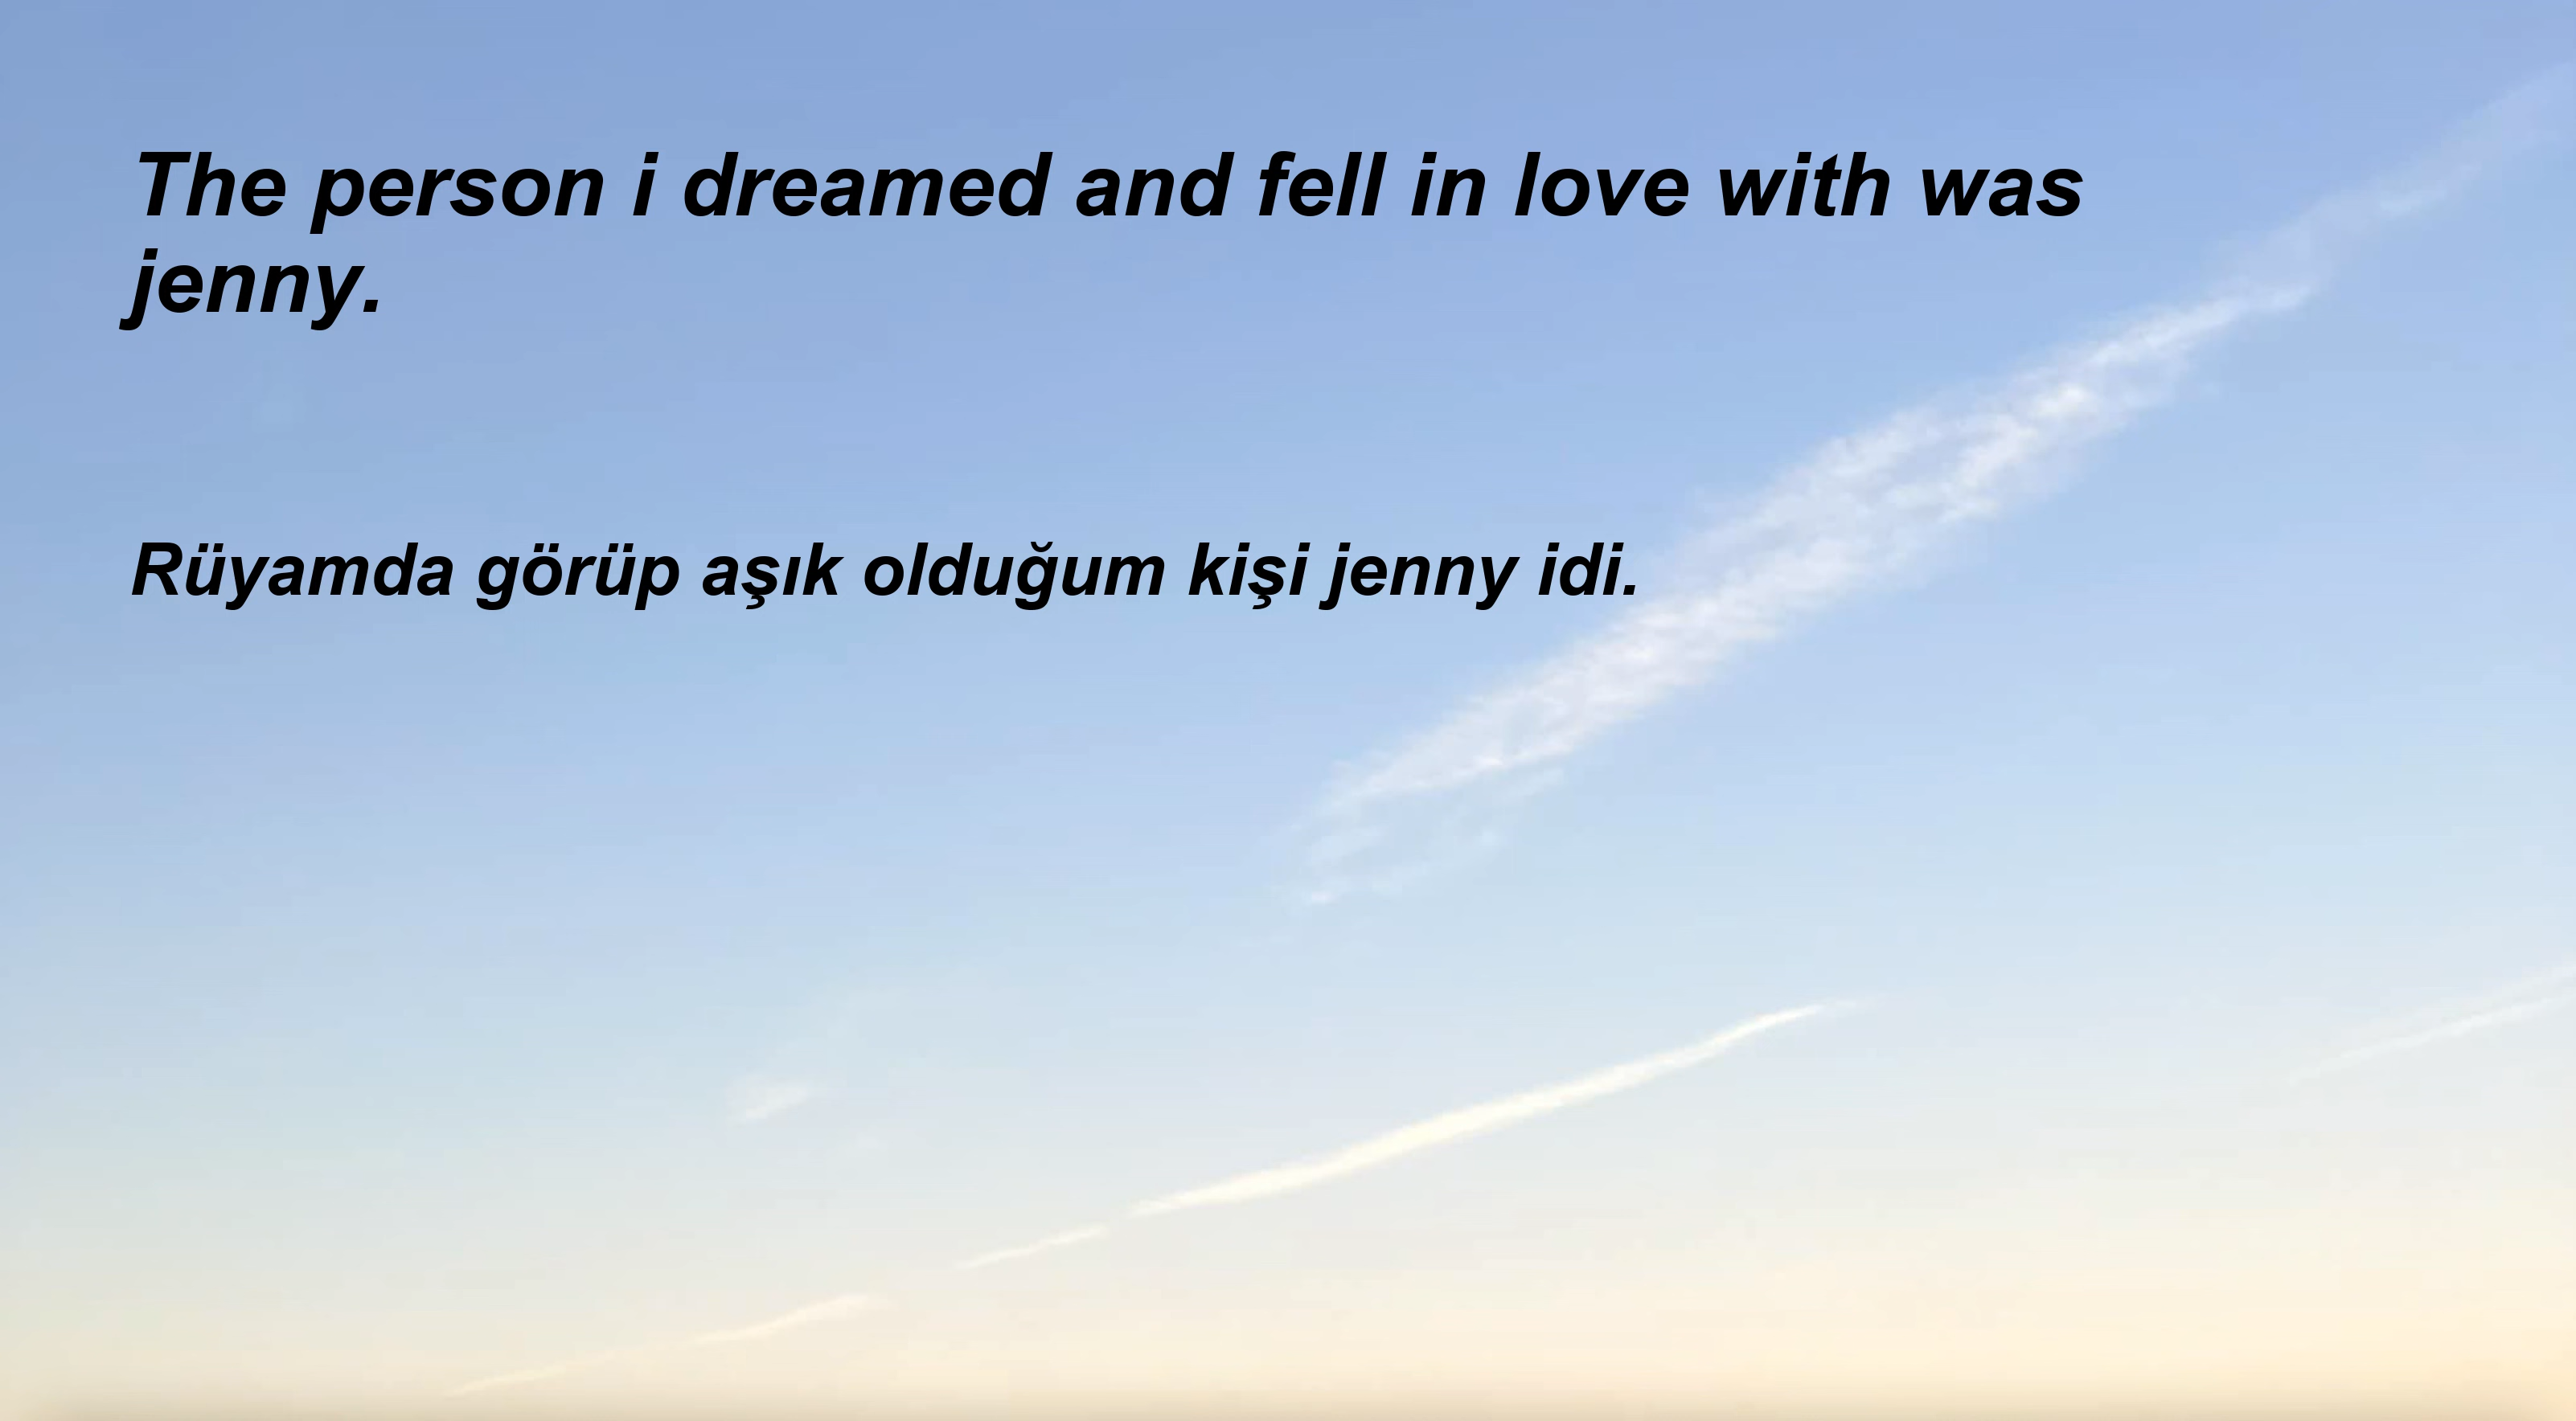 The person i dreamed and fell in love with was
jenny.
Rüyamda görüp aşık olduğum kişi jenny idi.